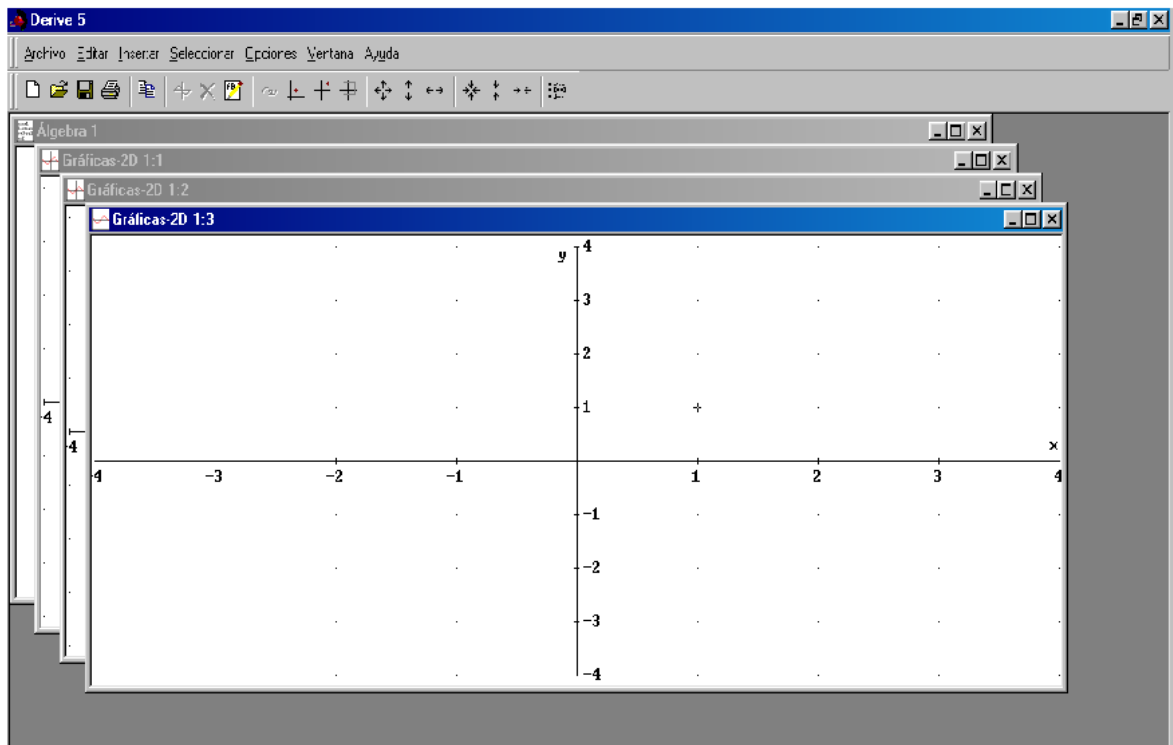 Derive 5
Archivo Editar Insertar Seleccionar Opciones Ventana Ayuda
Álgebra 1
Gráficas-2D 1:1
Gráficas-2D 1:2
Gráficas-2D 1:3
y 4
3
2
1
-4
-4
x
-4 -3 -2 -1 1 2 3 4
-1
-2
-3
-4